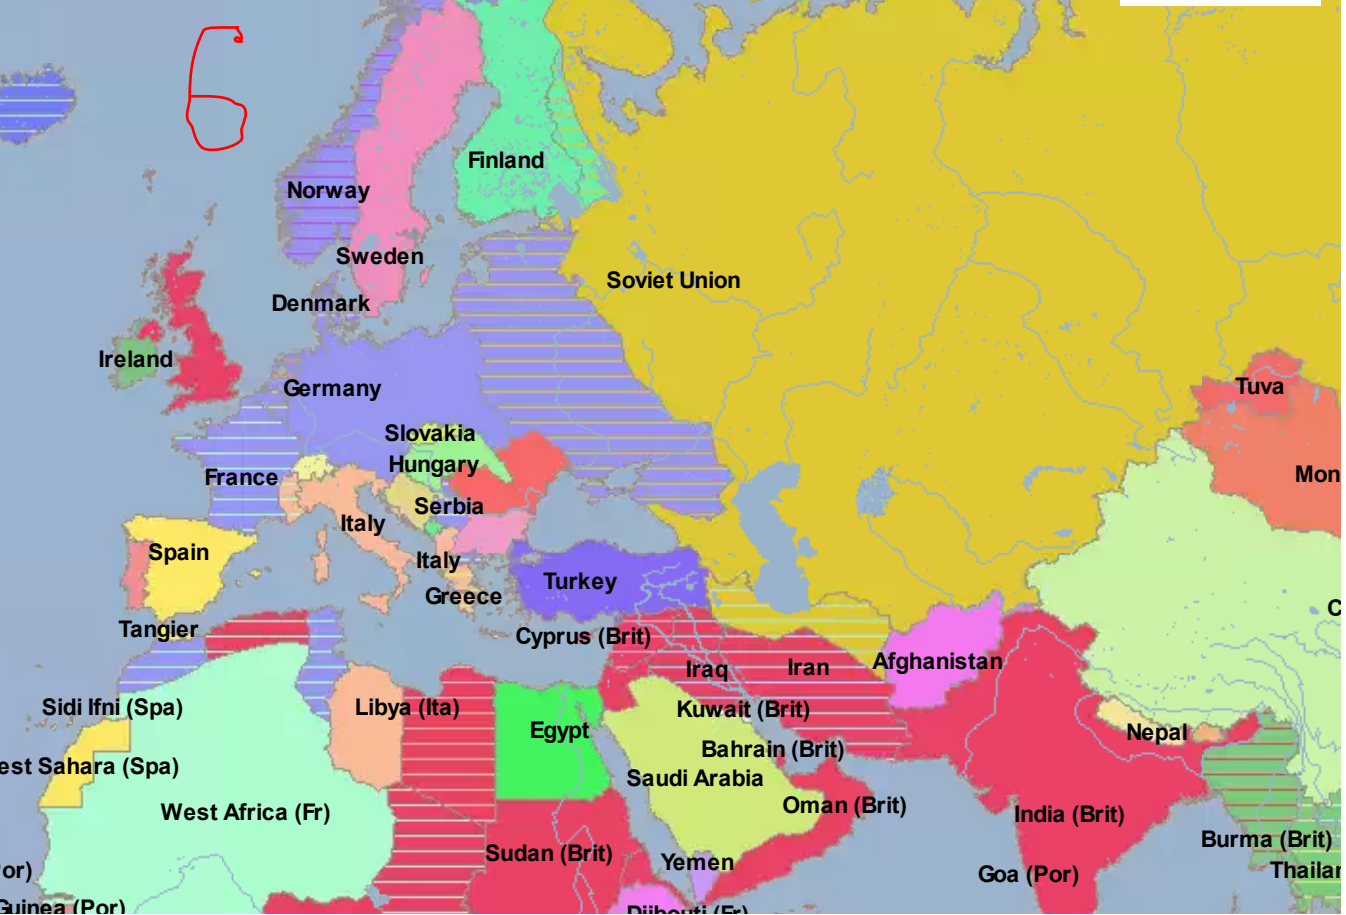 6
Finland
Norway
Sweden
Soviet Union
Denmark
Ireland
Germany
Tuva
Slovakia
Hungary
France
Mon
Serbia
Italy
Spain
Italy
Turkey
Greece
C
Tangier
Cyprus (Brit)
Iraq
Iran
Afghanistan
Sidi Ifni (Spa)
Libya (Ita)
Kuwait (Brit)
Egypt
Nepal
Bahrain (Brit)
est Sahara (Spa)
Saudi Arabia
Oman (Brit)
West Africa (Fr)
India (Brit)
Burma (Brit)
Sudan (Brit)
Yemen
or)
Goa (Por)
Thailar
Guinea (Por)
Djibouti (Fr)